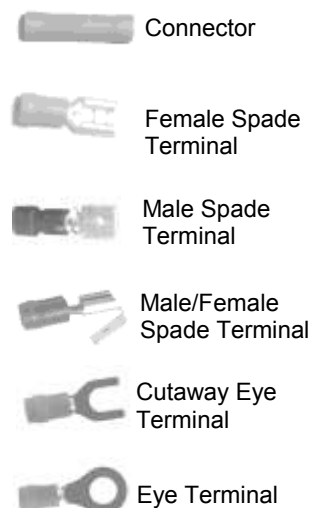 Connector
Female Spade
Terminal
Male Spade
Terminal
Male/Female
Spade Terminal
Cutaway Eye
Terminal
Eye Terminal